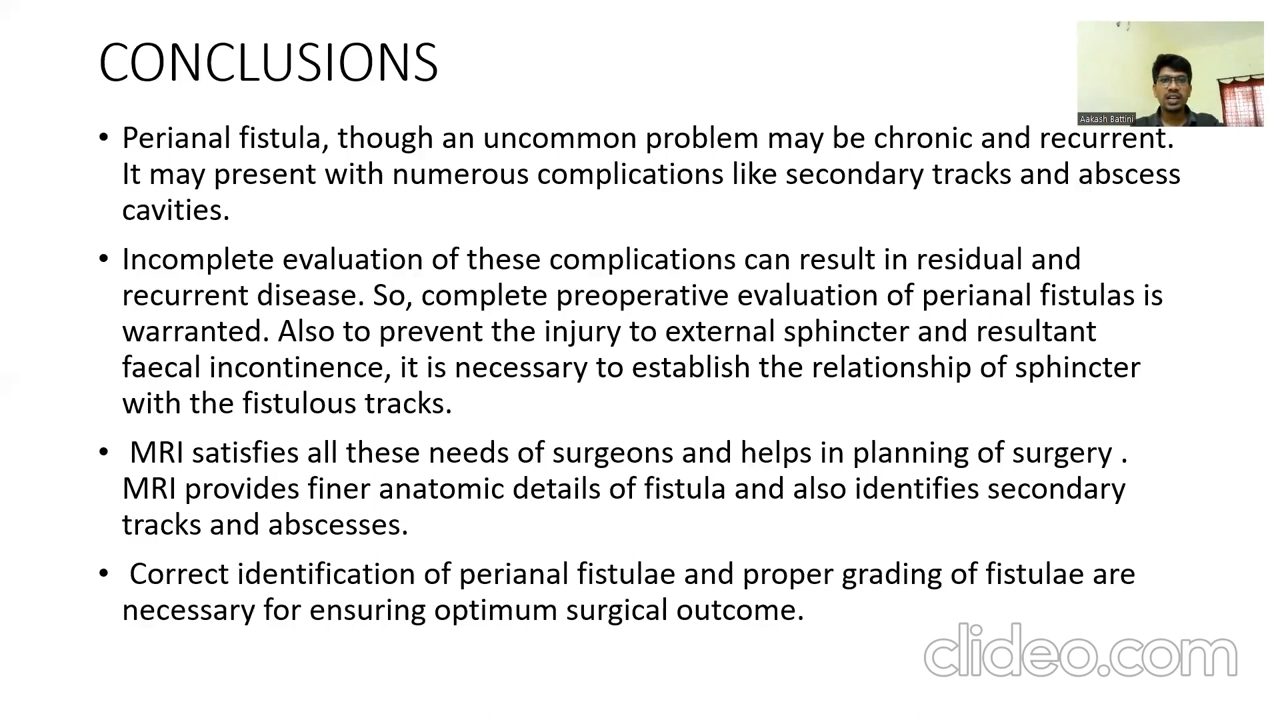 CONCLUSIONS
Aakash Battini
• Perianal fistula, though an uncommon problem may be chronic and recurrent.
It may present with numerous complications like secondary tracks and abscess
cavities.
• Incomplete evaluation of these complications can result in residual and
recurrent disease. So, complete preoperative evaluation of perianal fistulas is
warranted. Also to prevent the injury to external sphincter and resultant
faecal incontinence, it is necessary to establish the relationship of sphincter
with the fistulous tracks.
• MRI satisfies all these needs of surgeons and helps in planning of surgery .
MRI provides finer anatomic details of fistula and also identifies secondary
tracks and abscesses.
• Correct identification of perianal fistulae and proper grading of fistulae are
necessary for ensuring optimum surgical outcome.
clideo.com